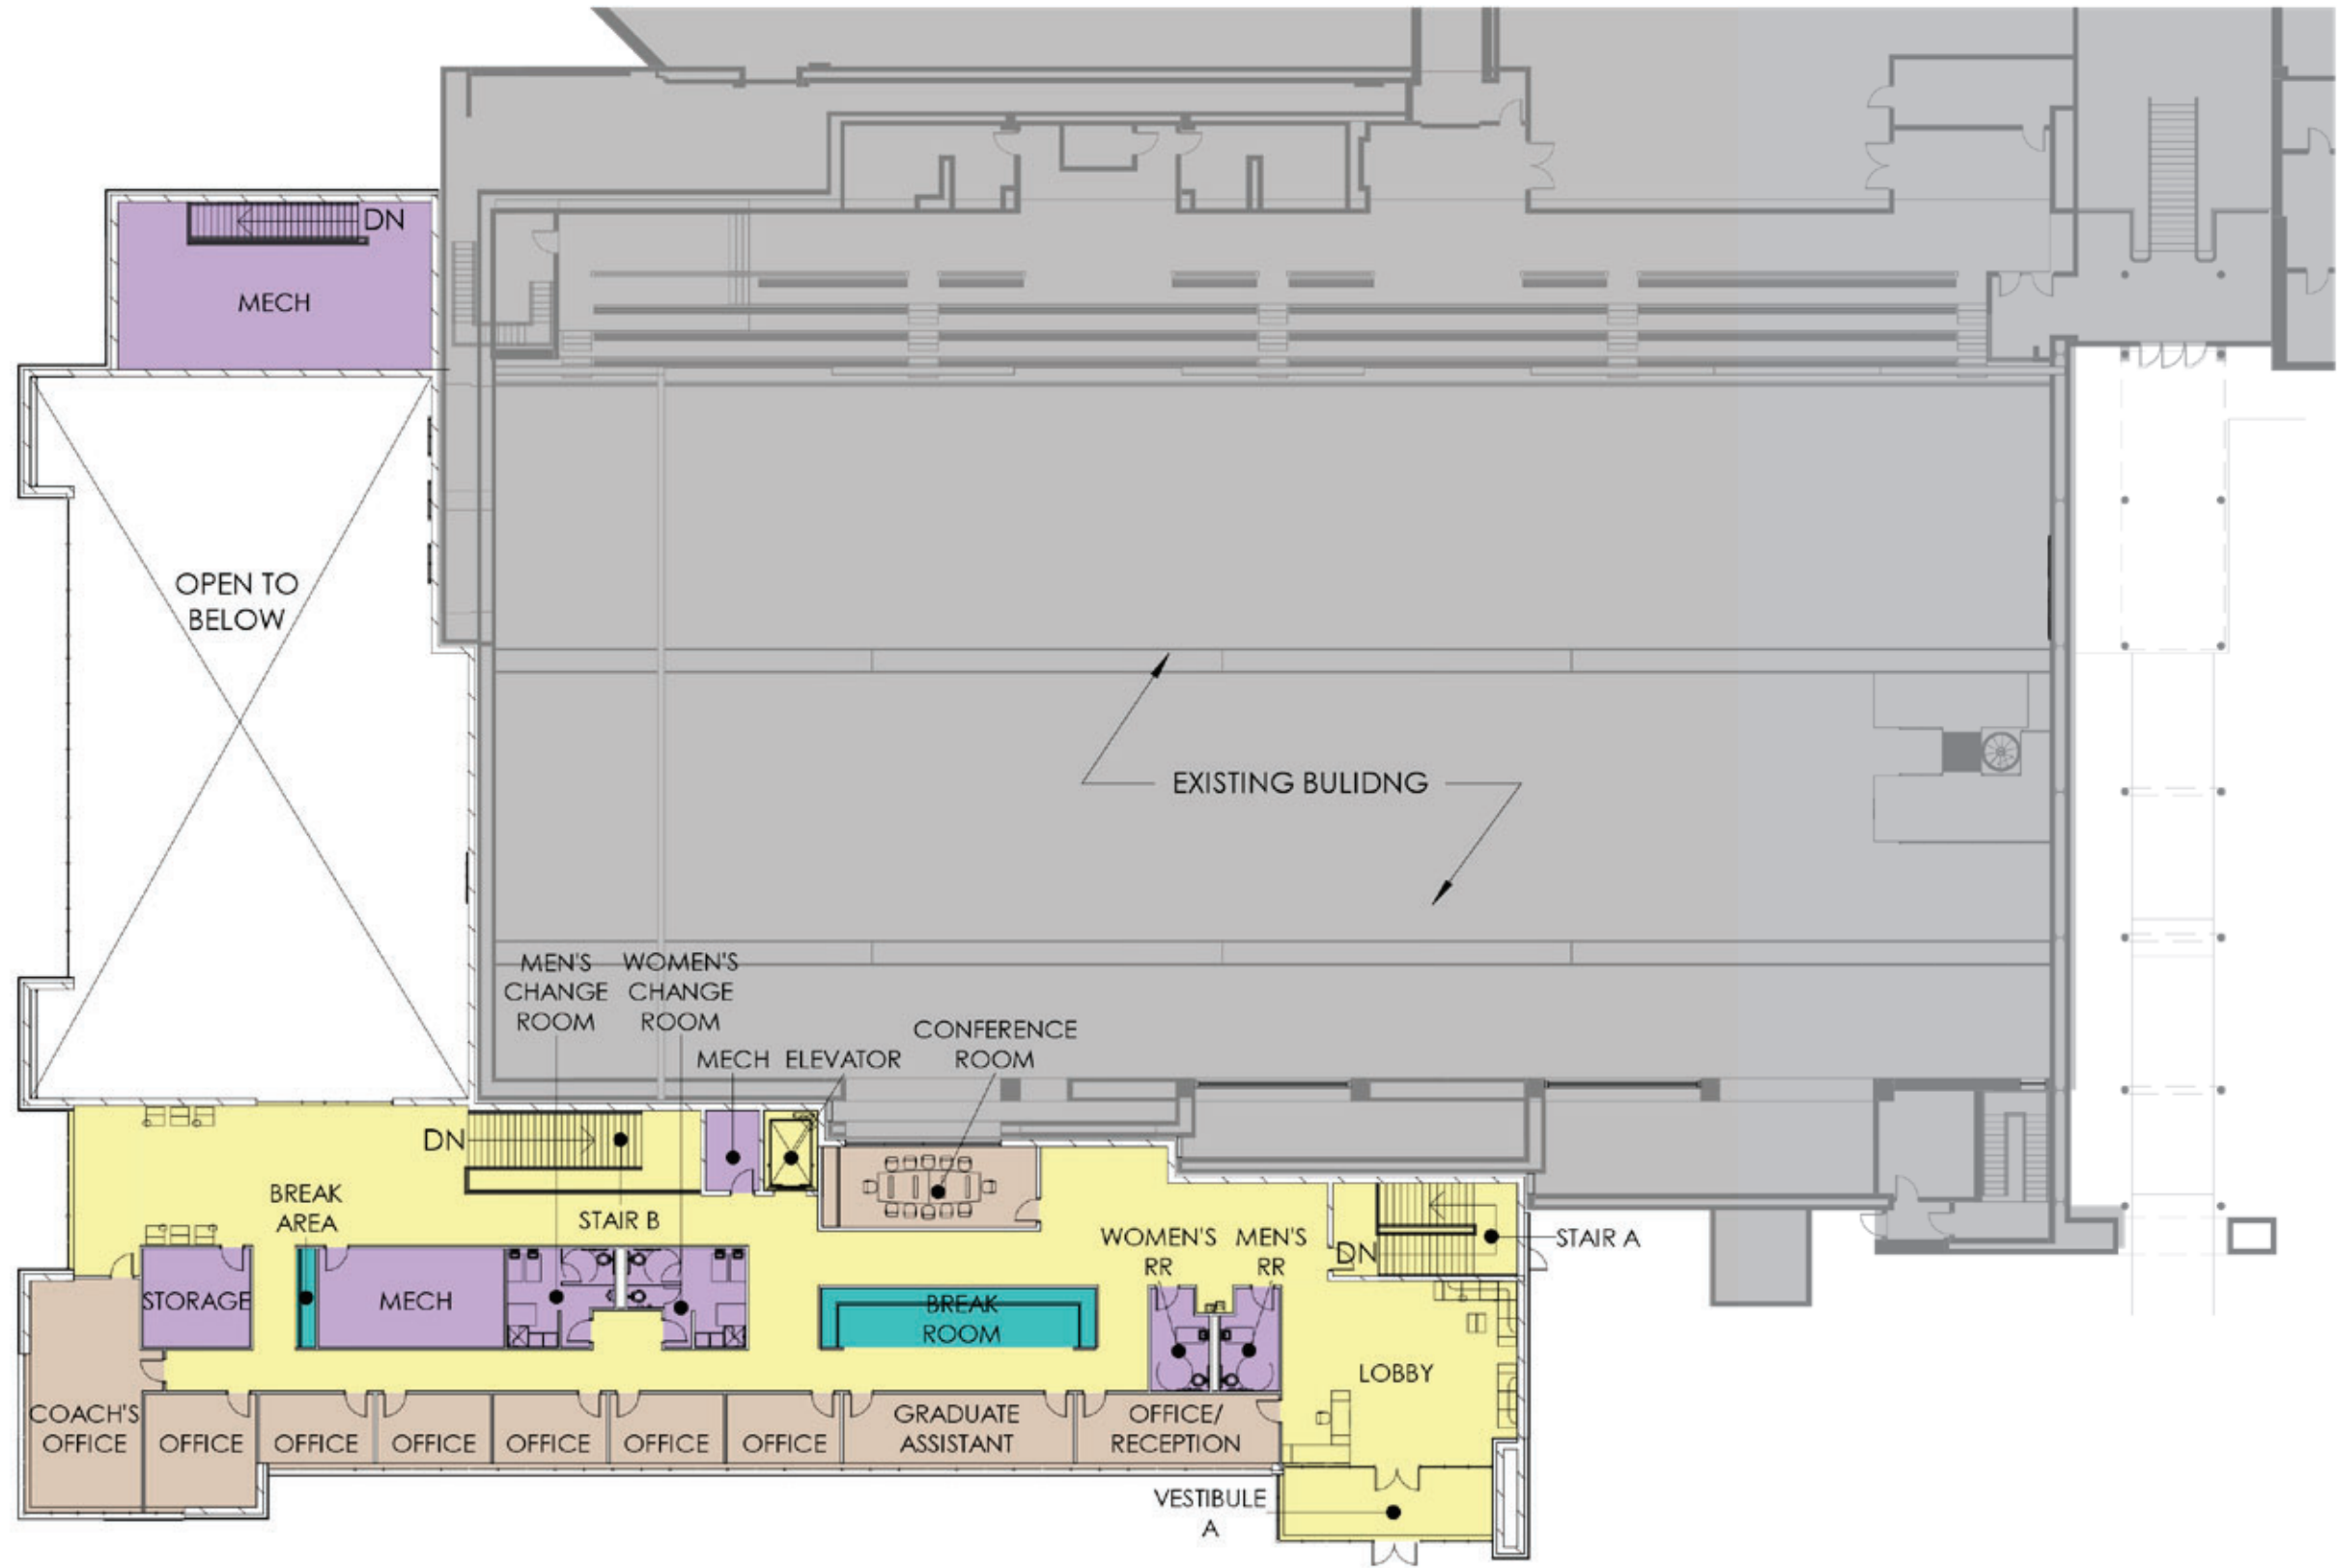 DN
MECH
OPEN TO
BELOW
EXISTING BULIDNG
MEN'S
CHANGE
ROOM
WOMEN'S
CHANGE
ROOM
MECH
ELEVATOR
CONFERENCE
ROOM
DN
BREAK
AREA
STAIR B
WOMEN'S
RR
MEN'S
RR
DN
STAIR A
STORAGE
MECH
BREAK
ROOM
LOBBY
COACH'S
OFFICE
OFFICE
OFFICE
OFFICE
OFFICE
OFFICE
OFFICE
GRADUATE
ASSISTANT
OFFICE/
RECEPTION
VESTIBULE
A